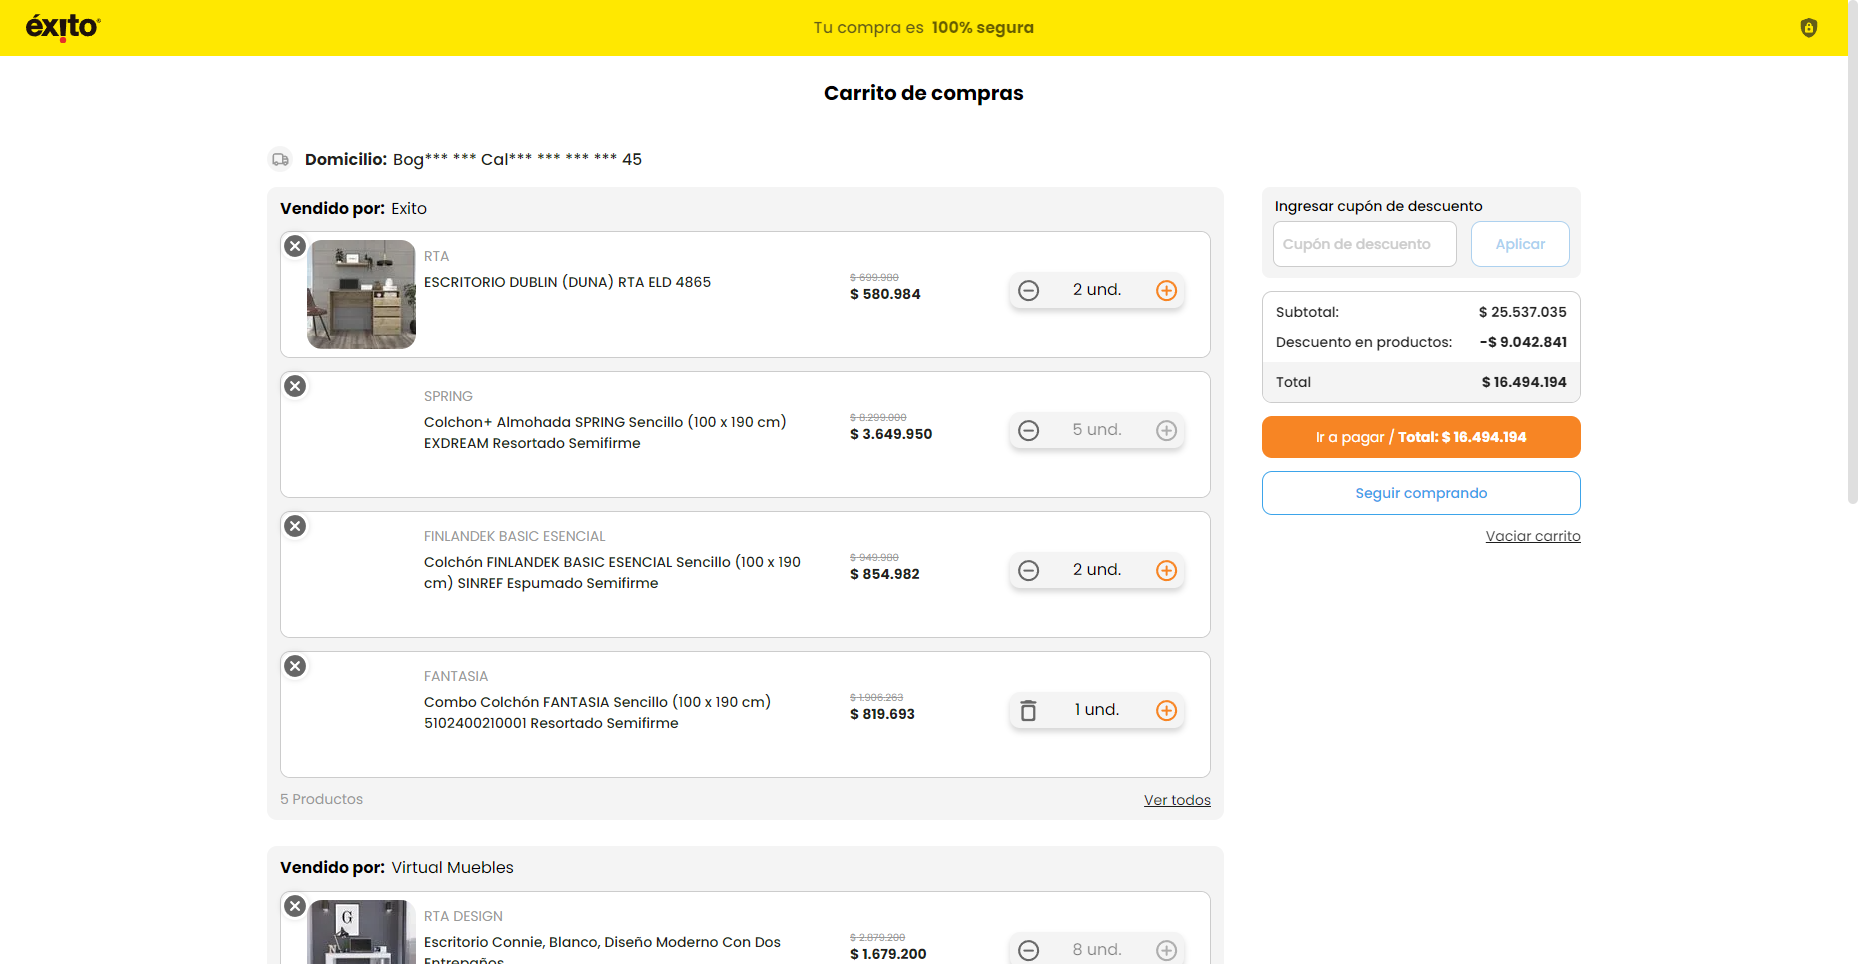 éxito
Tu compra es 100% segura
Carrito de compras
Domicilio: Bog*** *** Cal*** *** *** *** 45
Vendido por: Exito
RTA
ESCRITORIO DUBLIN (DUNA) RTA ELD 4865
$ 699.980
$ 580.984
2 und.
SPRING
Colchon+ Almohada SPRING Sencillo (100 x 190 cm)
EXDREAM Resortado Semifirme
$ 8.299.000
$ 3.649.950
5 und.
FINLANDEK BASIC ESENCIAL
Colchón FINLANDEK BASIC ESENCIAL Sencillo (100 x 190
cm) SINREF Espumado Semifirme
$ 949.980
$ 854.982
2 und.
FANTASIA
Combo Colchón FANTASIA Sencillo (100 x 190 cm)
5102400210001 Resortado Semifirme
$ 1.906.263
$ 819.693
1 und.
5 Productos
Ver todos
Vendido por: Virtual Muebles
G
RTA DESIGN
Escritorio Connie, Blanco, Diseño Moderno Con Dos
Entrepaños
$ 2.879.200
$ 1.679.200
8 und.
Ingresar cupón de descuento
Cupón de descuento
Aplicar
Subtotal: $ 25.537.035
Descuento en productos: -$ 9.042.841
Total $ 16.494.194
Ir a pagar / Total: $ 16.494.194
Seguir comprando
Vaciar carrito